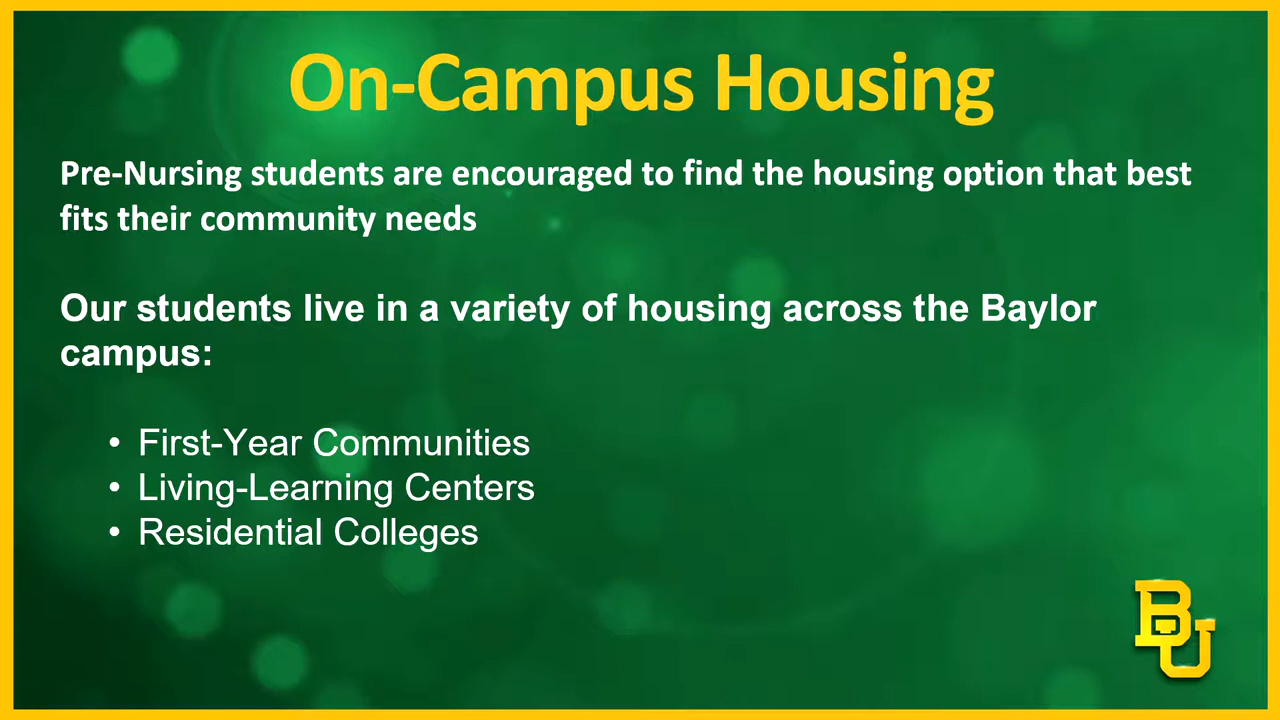 On-Campus Housing
Pre-Nursing students are encouraged to find the housing option that best
fits their community needs
Our students live in a variety of housing across the Baylor
campus:
• First-Year Communities
• Living-Learning Centers
• Residential Colleges
BU